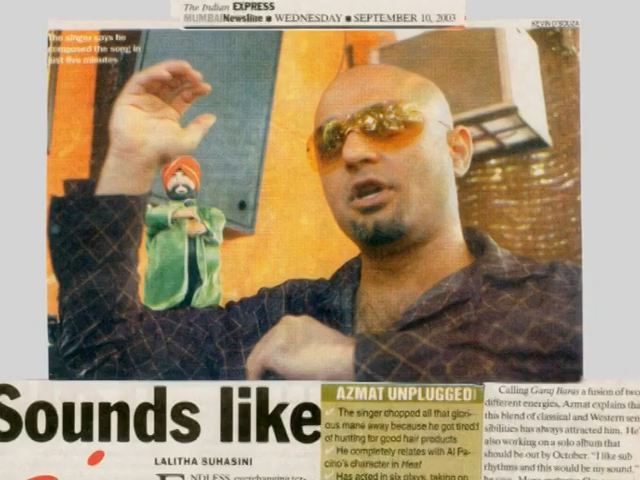 The Indian EXPRESS
MUMBAI Newsline ■ WEDNESDAY ■ SEPTEMBER 10, 2003
KEVIN D'SOUZA
The singer says he
composed the song in
just five minutes
Sounds like
LALITHA SUHASINI
ENDLESS
AZMAT UNPLUGGED
The singer chopped all that glori-
ous mane away because he got tired
of hunting for good hair products
He completely relates with Al Pa-
cino's character in Heat
Has acted in six plays, taking on
Calling Garaj Baras a fusion of two
different energies, Azmat explains tha
this blend of classical and Western sen
sibilities has always attracted him. He'
also working on a solo album that
should be out by October. "I like sub
rhythms and this would be my sound."